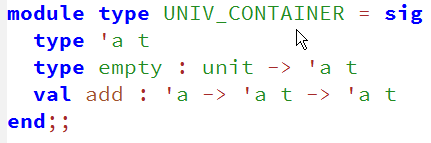 module type UNIV_CONTAINER = sig
type 'a t
type empty : unit -> 'a t
val add : 'a -> 'a t -> 'a t
end;;